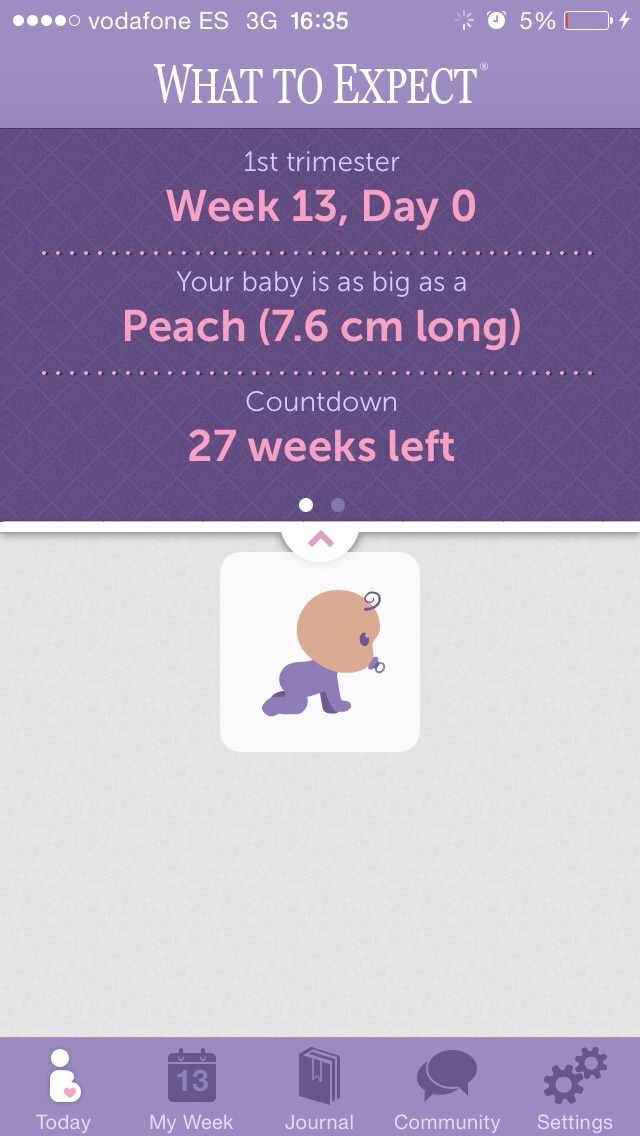 vodafone ES 3G 16:35 5%
WHAT TO EXPECT®
1st trimester
Week 13, Day 0
Your baby is as big as a
Peach (7.6 cm long)
Countdown
27 weeks left
13
Today My Week Journal Community Settings